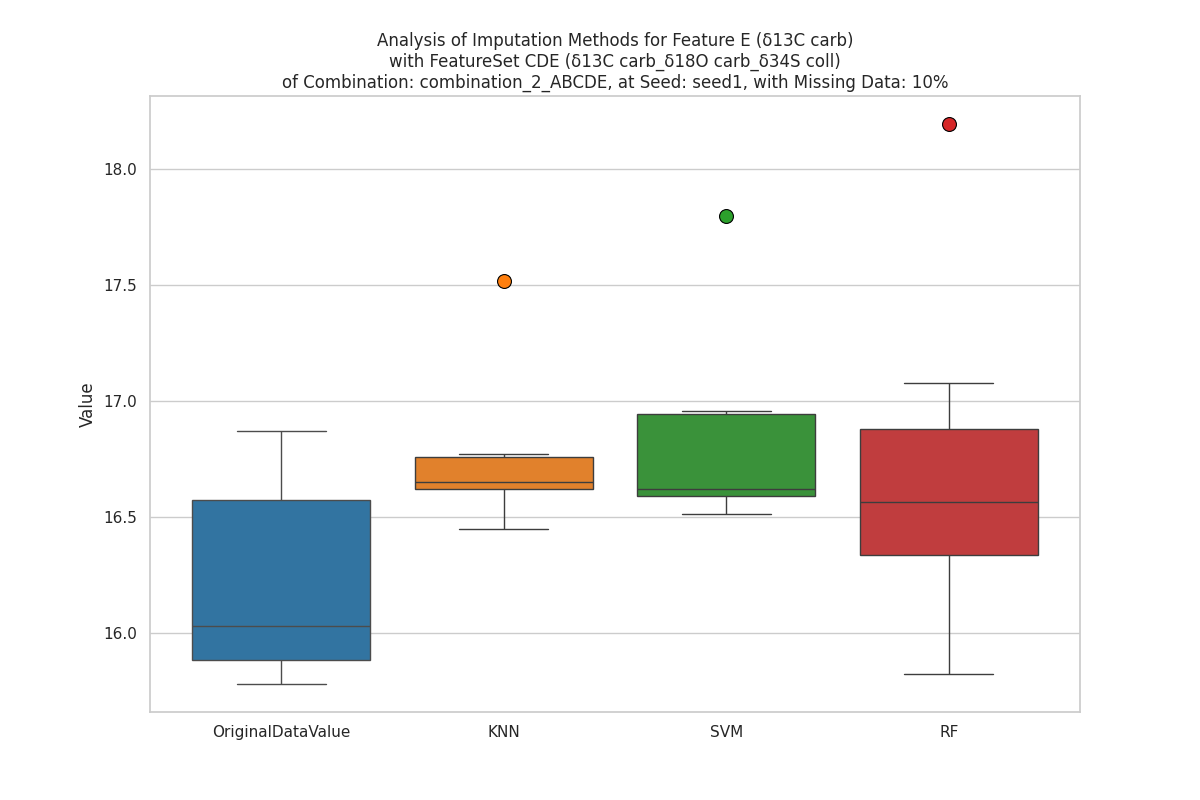 Analysis of Imputation Methods for Feature E (δ13C carb)
with FeatureSet CDE (δ13C carb_δ18O carb_δ34S coll)
of Combination: combination_2_ABCDE, at Seed: seed1, with Missing Data: 10%
18.0
17.5
17.0
16.5
16.0
Value
OriginalDataValue
KNN
SVM
RF